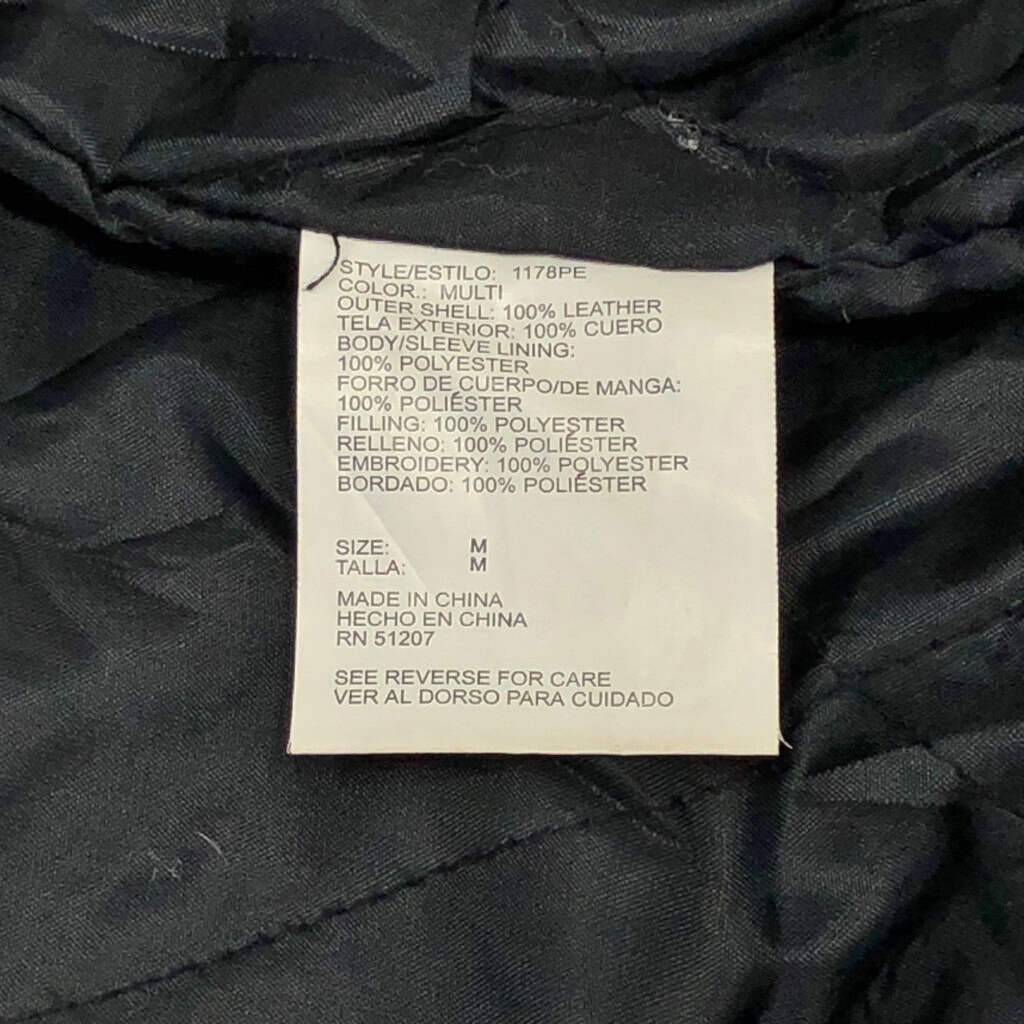 STYLE/ESTILO: 1178PE
COLOR.: MULTI
OUTER SHELL: 100% LEATHER
TELA EXTERIOR: 100% CUERO
BODY/SLEEVE LINING:
100% POLYESTER
FORRO DE CUERPO/DE MANGA:
100% POLIÉSTER
FILLING: 100% POLYESTER
RELLENO: 100% POLIÉSTER
EMBROIDERY: 100% POLYESTER
BORDADO: 100% POLIÉSTER
SIZE: M
TALLA: M
MADE IN CHINA
HECHO EN CHINA
RN 51207
SEE REVERSE FOR CARE
VER AL DORSO PARA CUIDADO